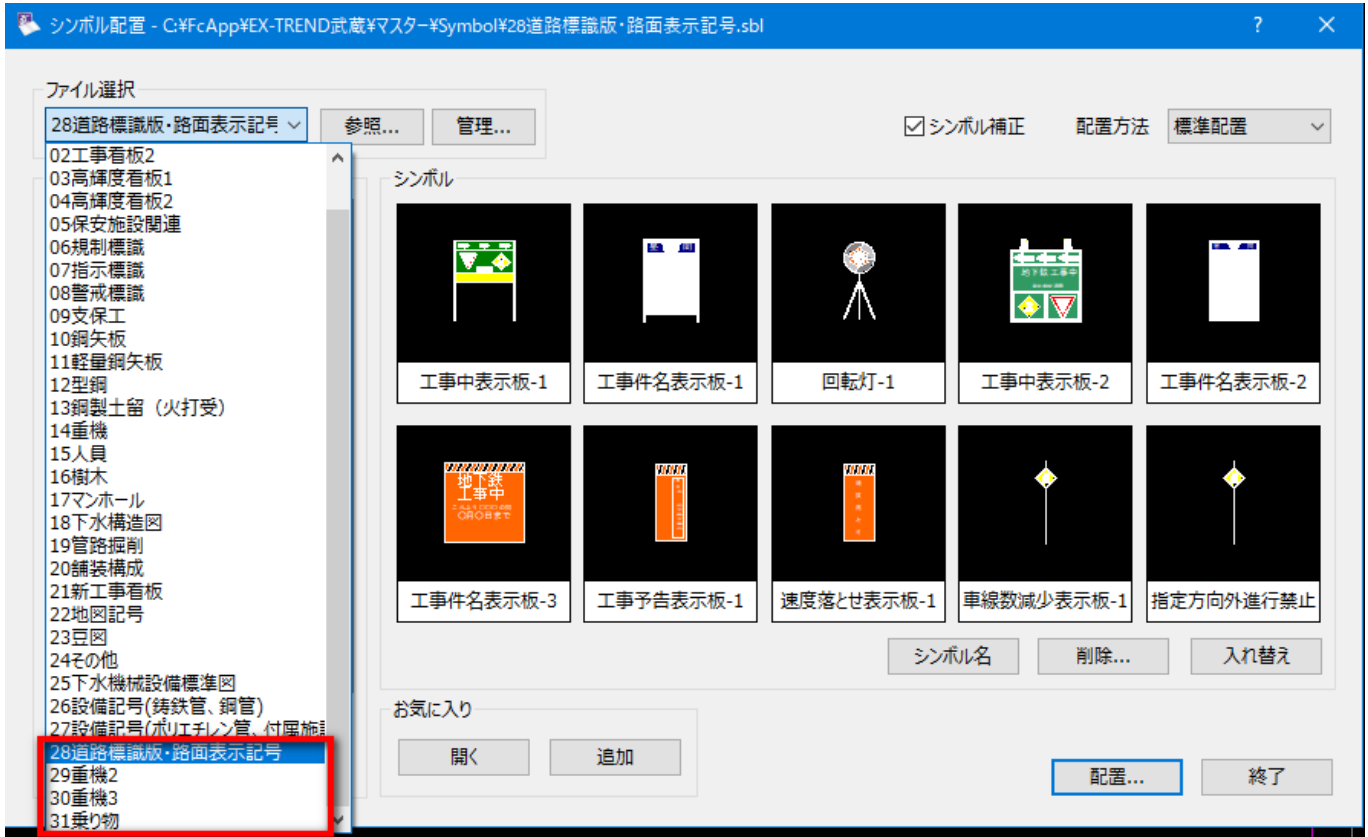 シンボル配置 - C:¥FcApp¥EX-TREND武蔵¥マスター¥Symbol¥28道路標識版・路面表示記号.sbl
?
ファイル選択
28道路標識版・路面表示記号
参照...
管理...
シンボル補正
配置方法
標準配置
02工事看板2
03高輝度看板1
04高輝度看板2
05保安施設関連
06規制標識
07指示標識
08警戒標識
09支保工
10鋼矢板
11軽量鋼矢板
12型鋼
13鋼製土留（火打受）
14重機
15人員
16樹木
17マンホール
18下水構造図
19管路掘削
20舗装構成
21新工事看板
22地図記号
23豆図
24その他
25下水機械設備標準図
26設備記号(鋳鉄管、鋼管)
27設備記号(ポリエチレン管、付属施設
28道路標識版・路面表示記号
29重機2
30重機3
31乗り物
シンボル
地下鉄工事中
工事中表示板-1
工事件名表示板-1
回転灯-1
工事中表示板-2
工事件名表示板-2
地下鉄
工事中
〇月〇日まで
工事件名表示板-3
工事予告表示板-1
速度落とせ表示板-1
車線数減少表示板-1
指定方向外進行禁止
シンボル名
削除...
入れ替え
お気に入り
開く
追加
配置...
終了